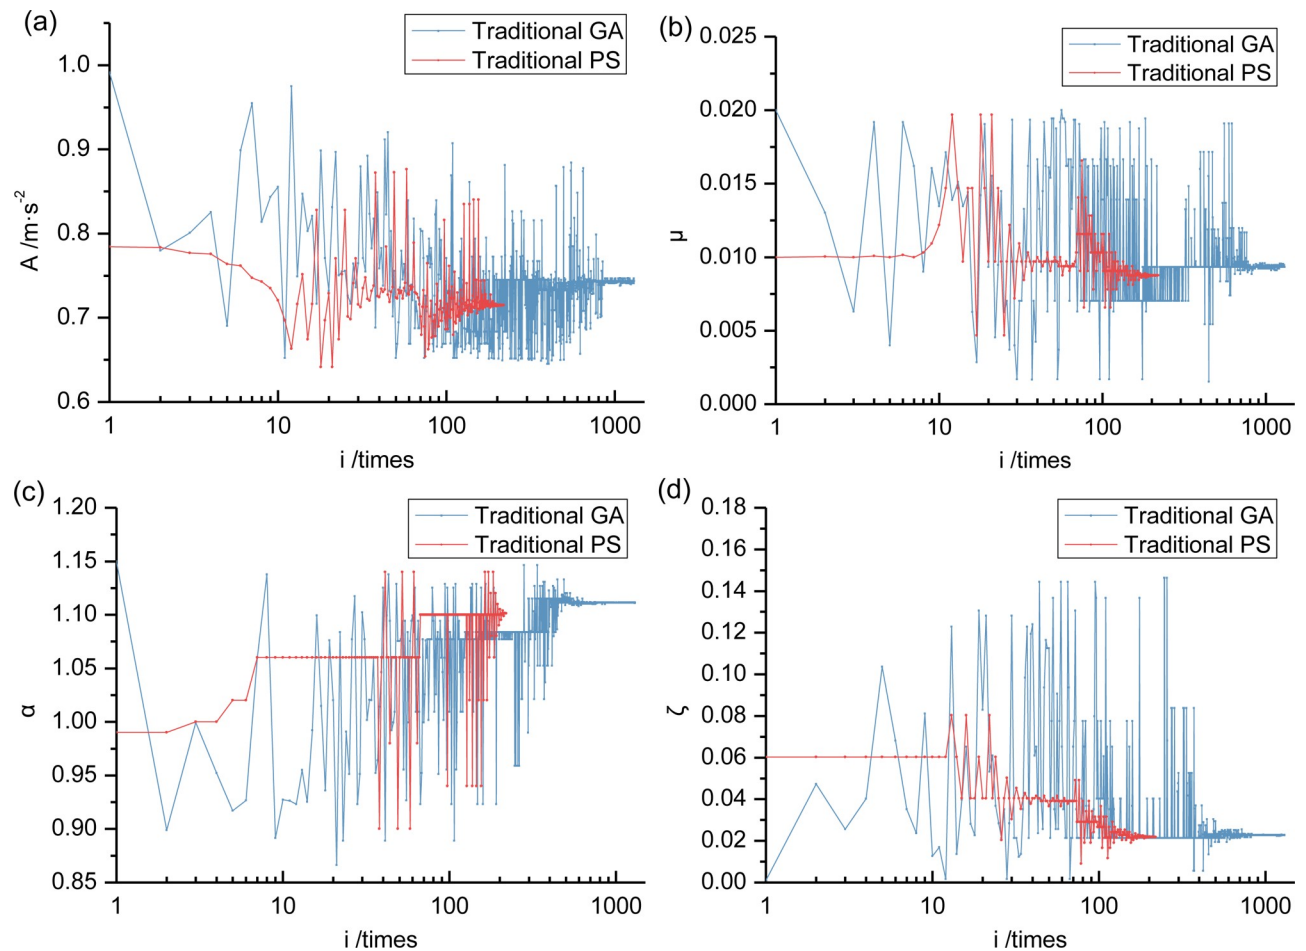 (a)
Traditional GA
Traditional PS
1.0
0.9
0.8
0.7
0.6
A /m·s⁻²
1
10
100
1000
i /times
(b)
Traditional GA
Traditional PS
0.025
0.020
0.015
0.010
0.005
0.000
μ
1
10
100
1000
i /times
(c)
Traditional GA
Traditional PS
1.20
1.15
1.10
1.05
1.00
0.95
0.90
0.85
α
1
10
100
1000
i /times
(d)
Traditional GA
Traditional PS
0.18
0.16
0.14
0.12
0.10
0.08
0.06
0.04
0.02
0.00
ζ
1
10
100
1000
i /times